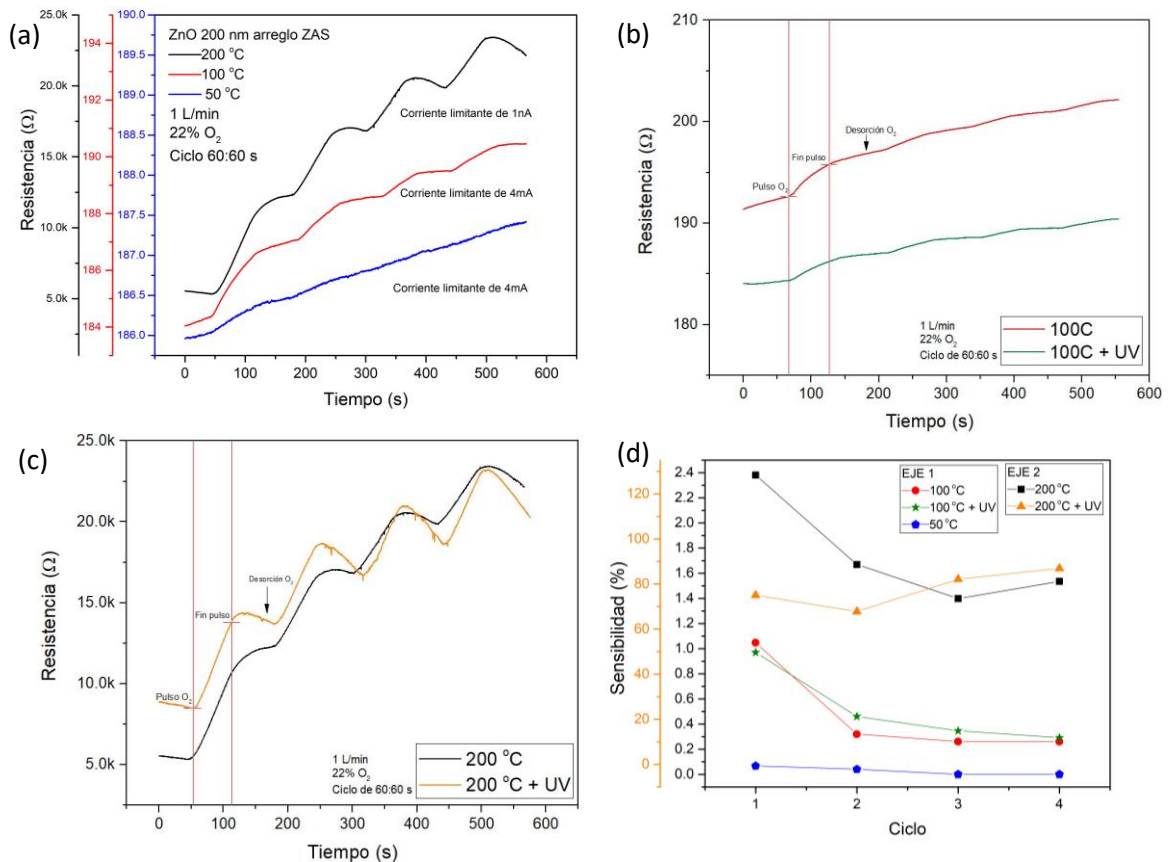 (a)
25.0k
20.0k
15.0k
10.0k
5.0k
194
192
190
188
186
184
190.0
189.5
189.0
188.5
188.0
187.5
187.0
186.5
186.0
Resistencia (Ω)
ZnO 200 nm arreglo ZAS
200 °C
100 °C
50 °C
1 L/min
22% O₂
Ciclo 60:60 s
Corriente limitante de 1nA
Corriente limitante de 4mA
Corriente limitante de 4mA
0 100 200 300 400 500 600
Tiempo (s)
(b)
210
200
190
180
Resistencia (Ω)
Pulso O₂
Fin pulso
Desorción O₂
1 L/min
22% O₂
Ciclo de 60:60 s
100C
100C + UV
0 100 200 300 400 500 600
Tiempo (s)
(c)
25.0k
20.0k
15.0k
10.0k
5.0k
Resistencia (Ω)
Pulso O₂
Fin pulso
Desorción O₂
1 L/min
22% O₂
Ciclo de 60:60 s
200 °C
200 °C + UV
0 100 200 300 400 500 600
Tiempo (s)
(d)
120
100
80
60
40
20
0
2.4
2.2
2.0
1.8
1.6
1.4
1.2
1.0
0.8
0.6
0.4
0.2
0.0
Sensibilidad (%)
EJE 1
100 °C
100 °C + UV
50 °C
EJE 2
200 °C
200 °C + UV
1 2 3 4
Ciclo